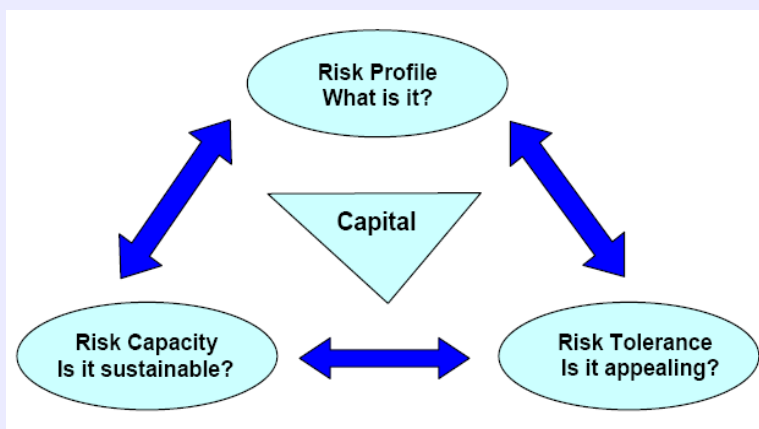 Risk Profile
What is it?
Capital
Risk Capacity
Is it sustainable?
Risk Tolerance
Is it appealing?